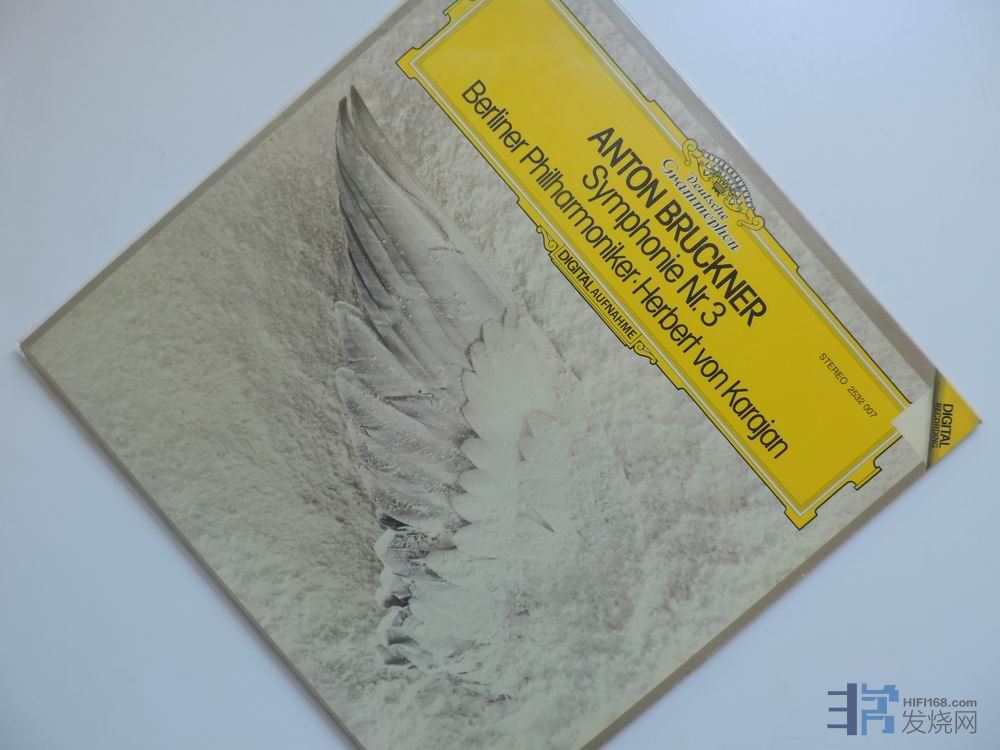 Deutsche
Grammophon
ANTON BRUCKNER
Symphonie Nr. 3
Berliner Philharmoniker · Herbert von Karajan
DIGITAL AUFNAHME
STEREO 2532 007
DIGITAL
RECORDING
HIFI168.com
发烧网